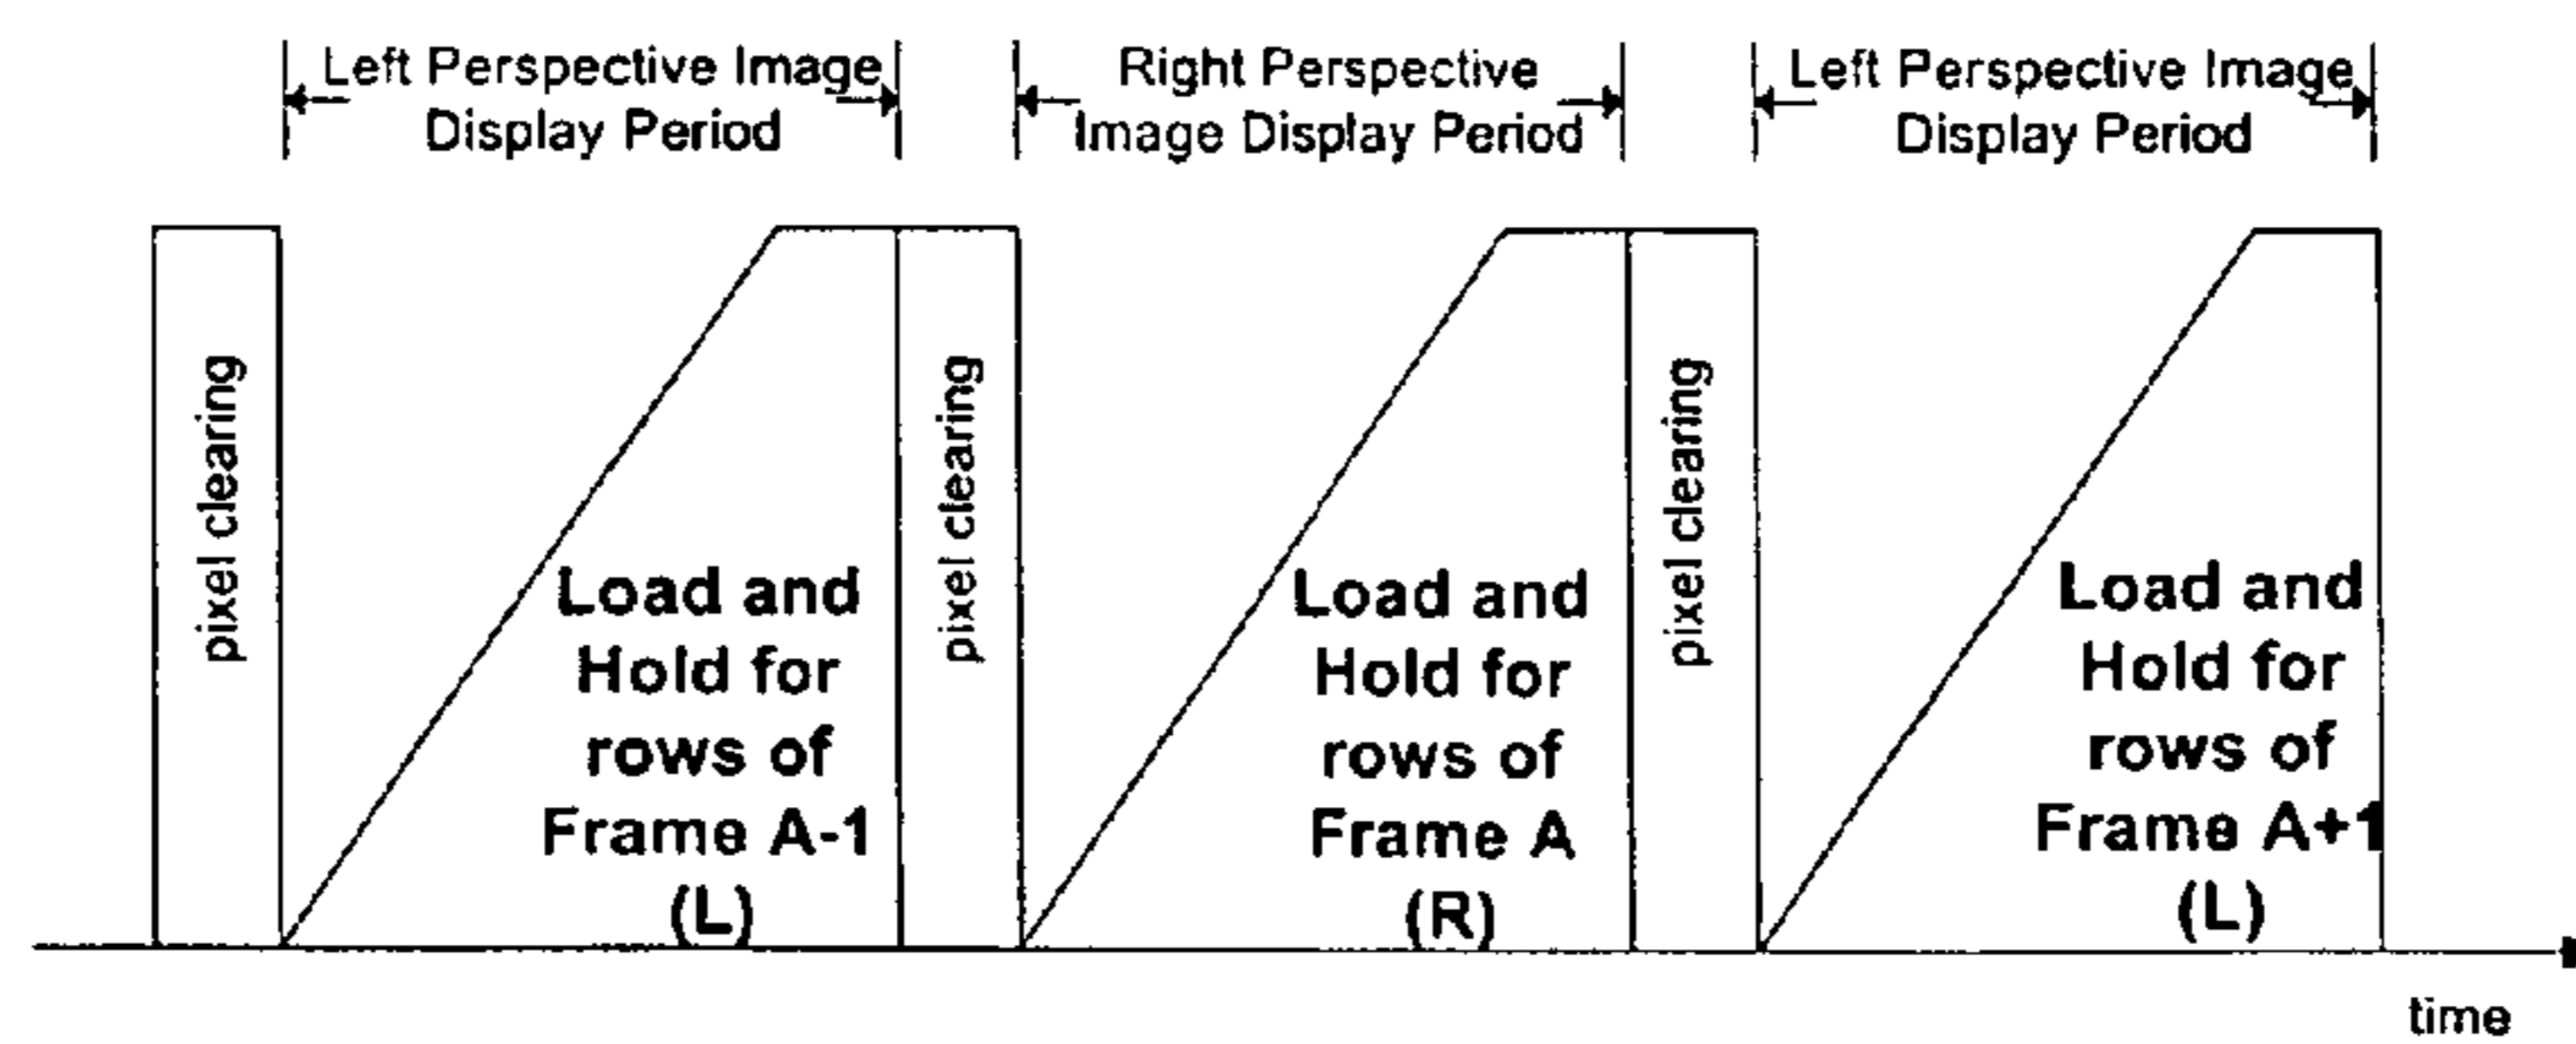 Left Perspective Image
Display Period
Right Perspective
Image Display Period
Left Perspective Image
Display Period
pixel clearing
Load and
Hold for
rows of
Frame A-1
(L)
pixel clearing
Load and
Hold for
rows of
Frame A
(R)
pixel clearing
Load and
Hold for
rows of
Frame A+1
(L)
time